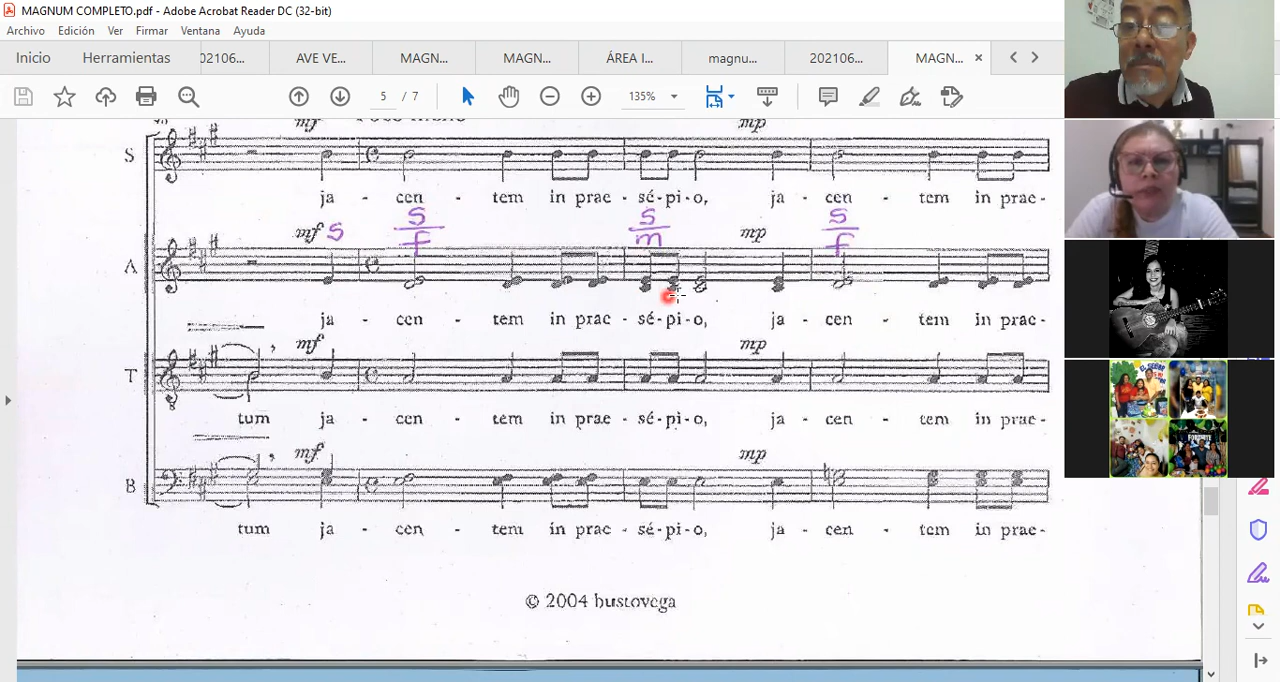 MAGNUM COMPLETO.pdf - Adobe Acrobat Reader DC (32-bit)
Archivo Edición Ver Firmar Ventana Ayuda
Inicio Herramientas 202106... AVE VE... MAGN... MAGN... ÁREA I... magnu... 202106... MAGN... ×
5 / 7 135%
mf mp
S
ja - cen - tem in prae - sé-pi-o, ja - cen - tem in prae-
mf s s/f s/m mp s/f
A
ja - cen - tem in prae - sé-pi-o, ja - cen - tem in prae-
mf mp
T
tum ja - cen - tem in prae - sé-pi-o, ja - cen - tem in prae-
mf mp
B
tum ja - cen - tem in prae - sé-pi-o, ja - cen - tem in prae-
© 2004 bustovega